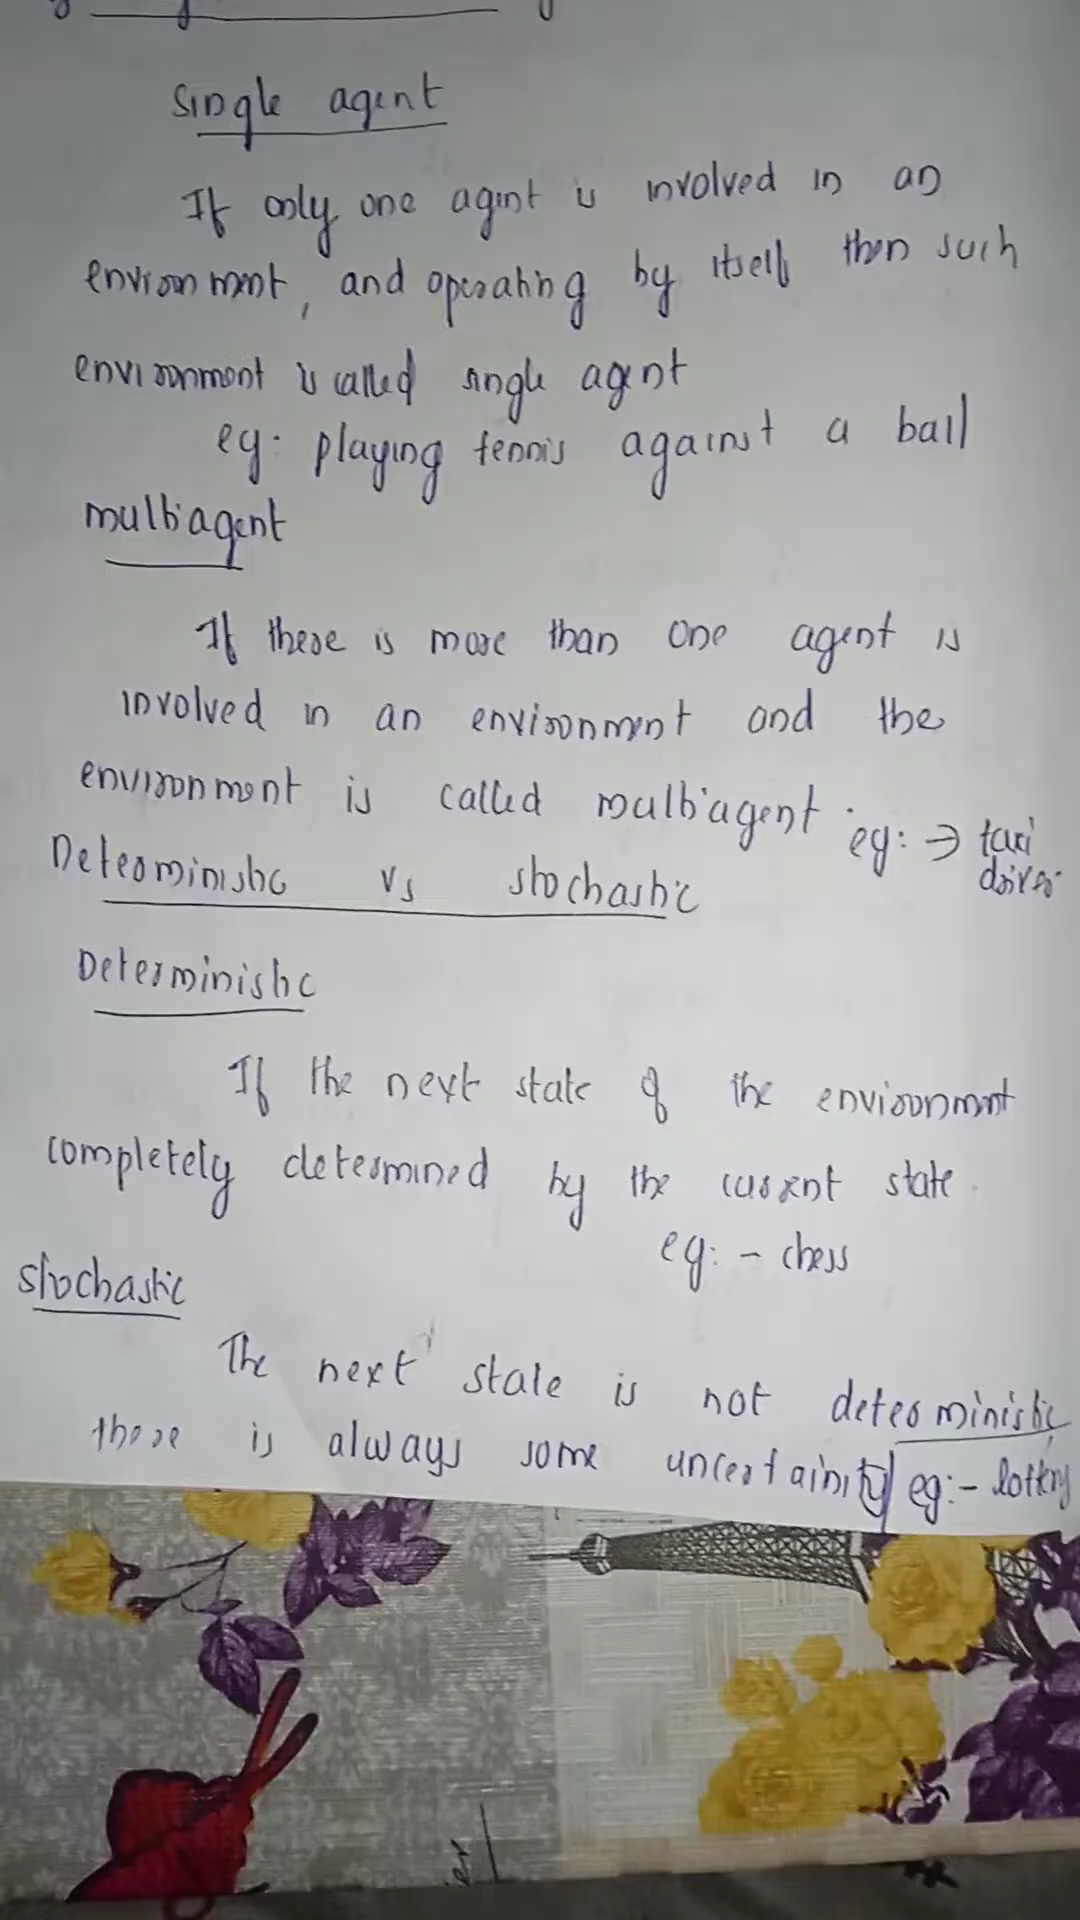 Single agent
If only one agent is involved in an
environment, and operating by itself then such
environment is called single agent
eg: playing tennis against a ball
multiagent
If there is more than one agent is
involved in an environment and the
environment is called multiagent eg: ⇒ taxi
driver
Deterministic vs stochastic
Deterministic
If the next state of the environment
completely determined by the current state.
eg: - chess
stochastic
The next state is not deterministic
there is always some uncertainity eg:- lottery